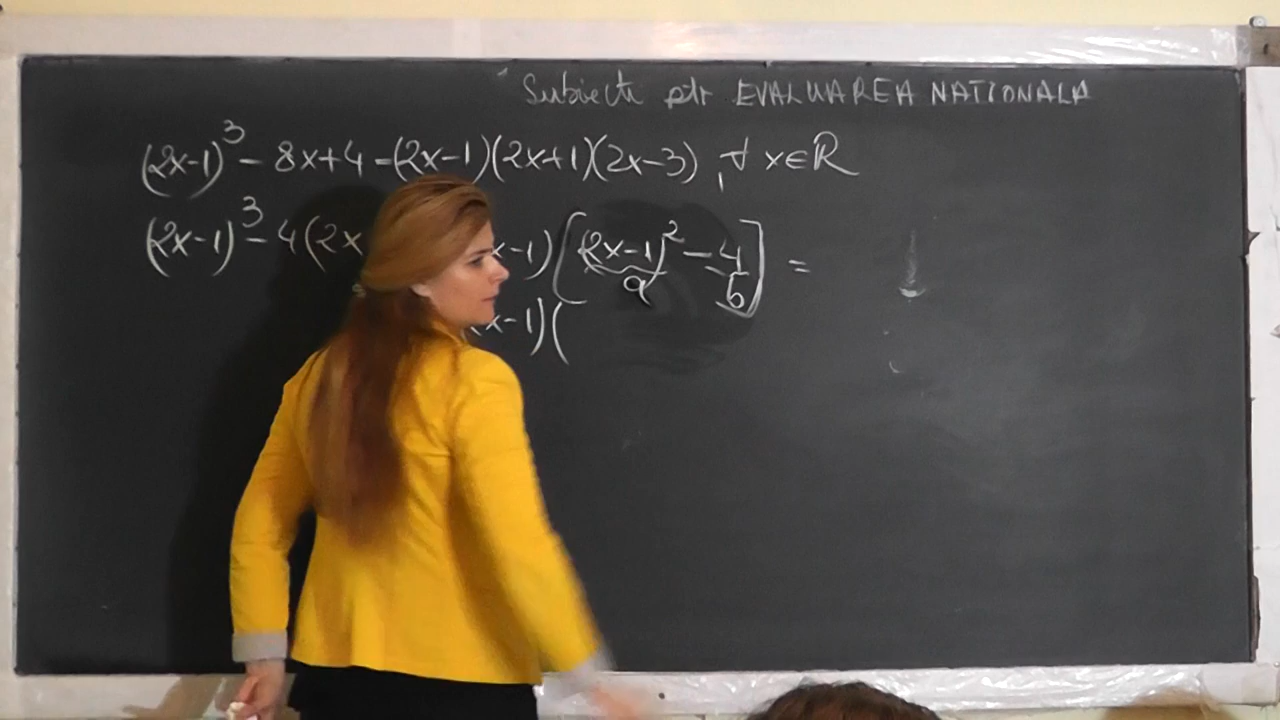 Subiecte ptr EVALUAREA NATIONALA
(2x-1)³ - 8x+4 = (2x-1)(2x+1)(2x-3), ∀ x∈ℝ
(2x-1)³ - 4(2x x-1)[(2x-1)² - 4] =
a b
x-1)(